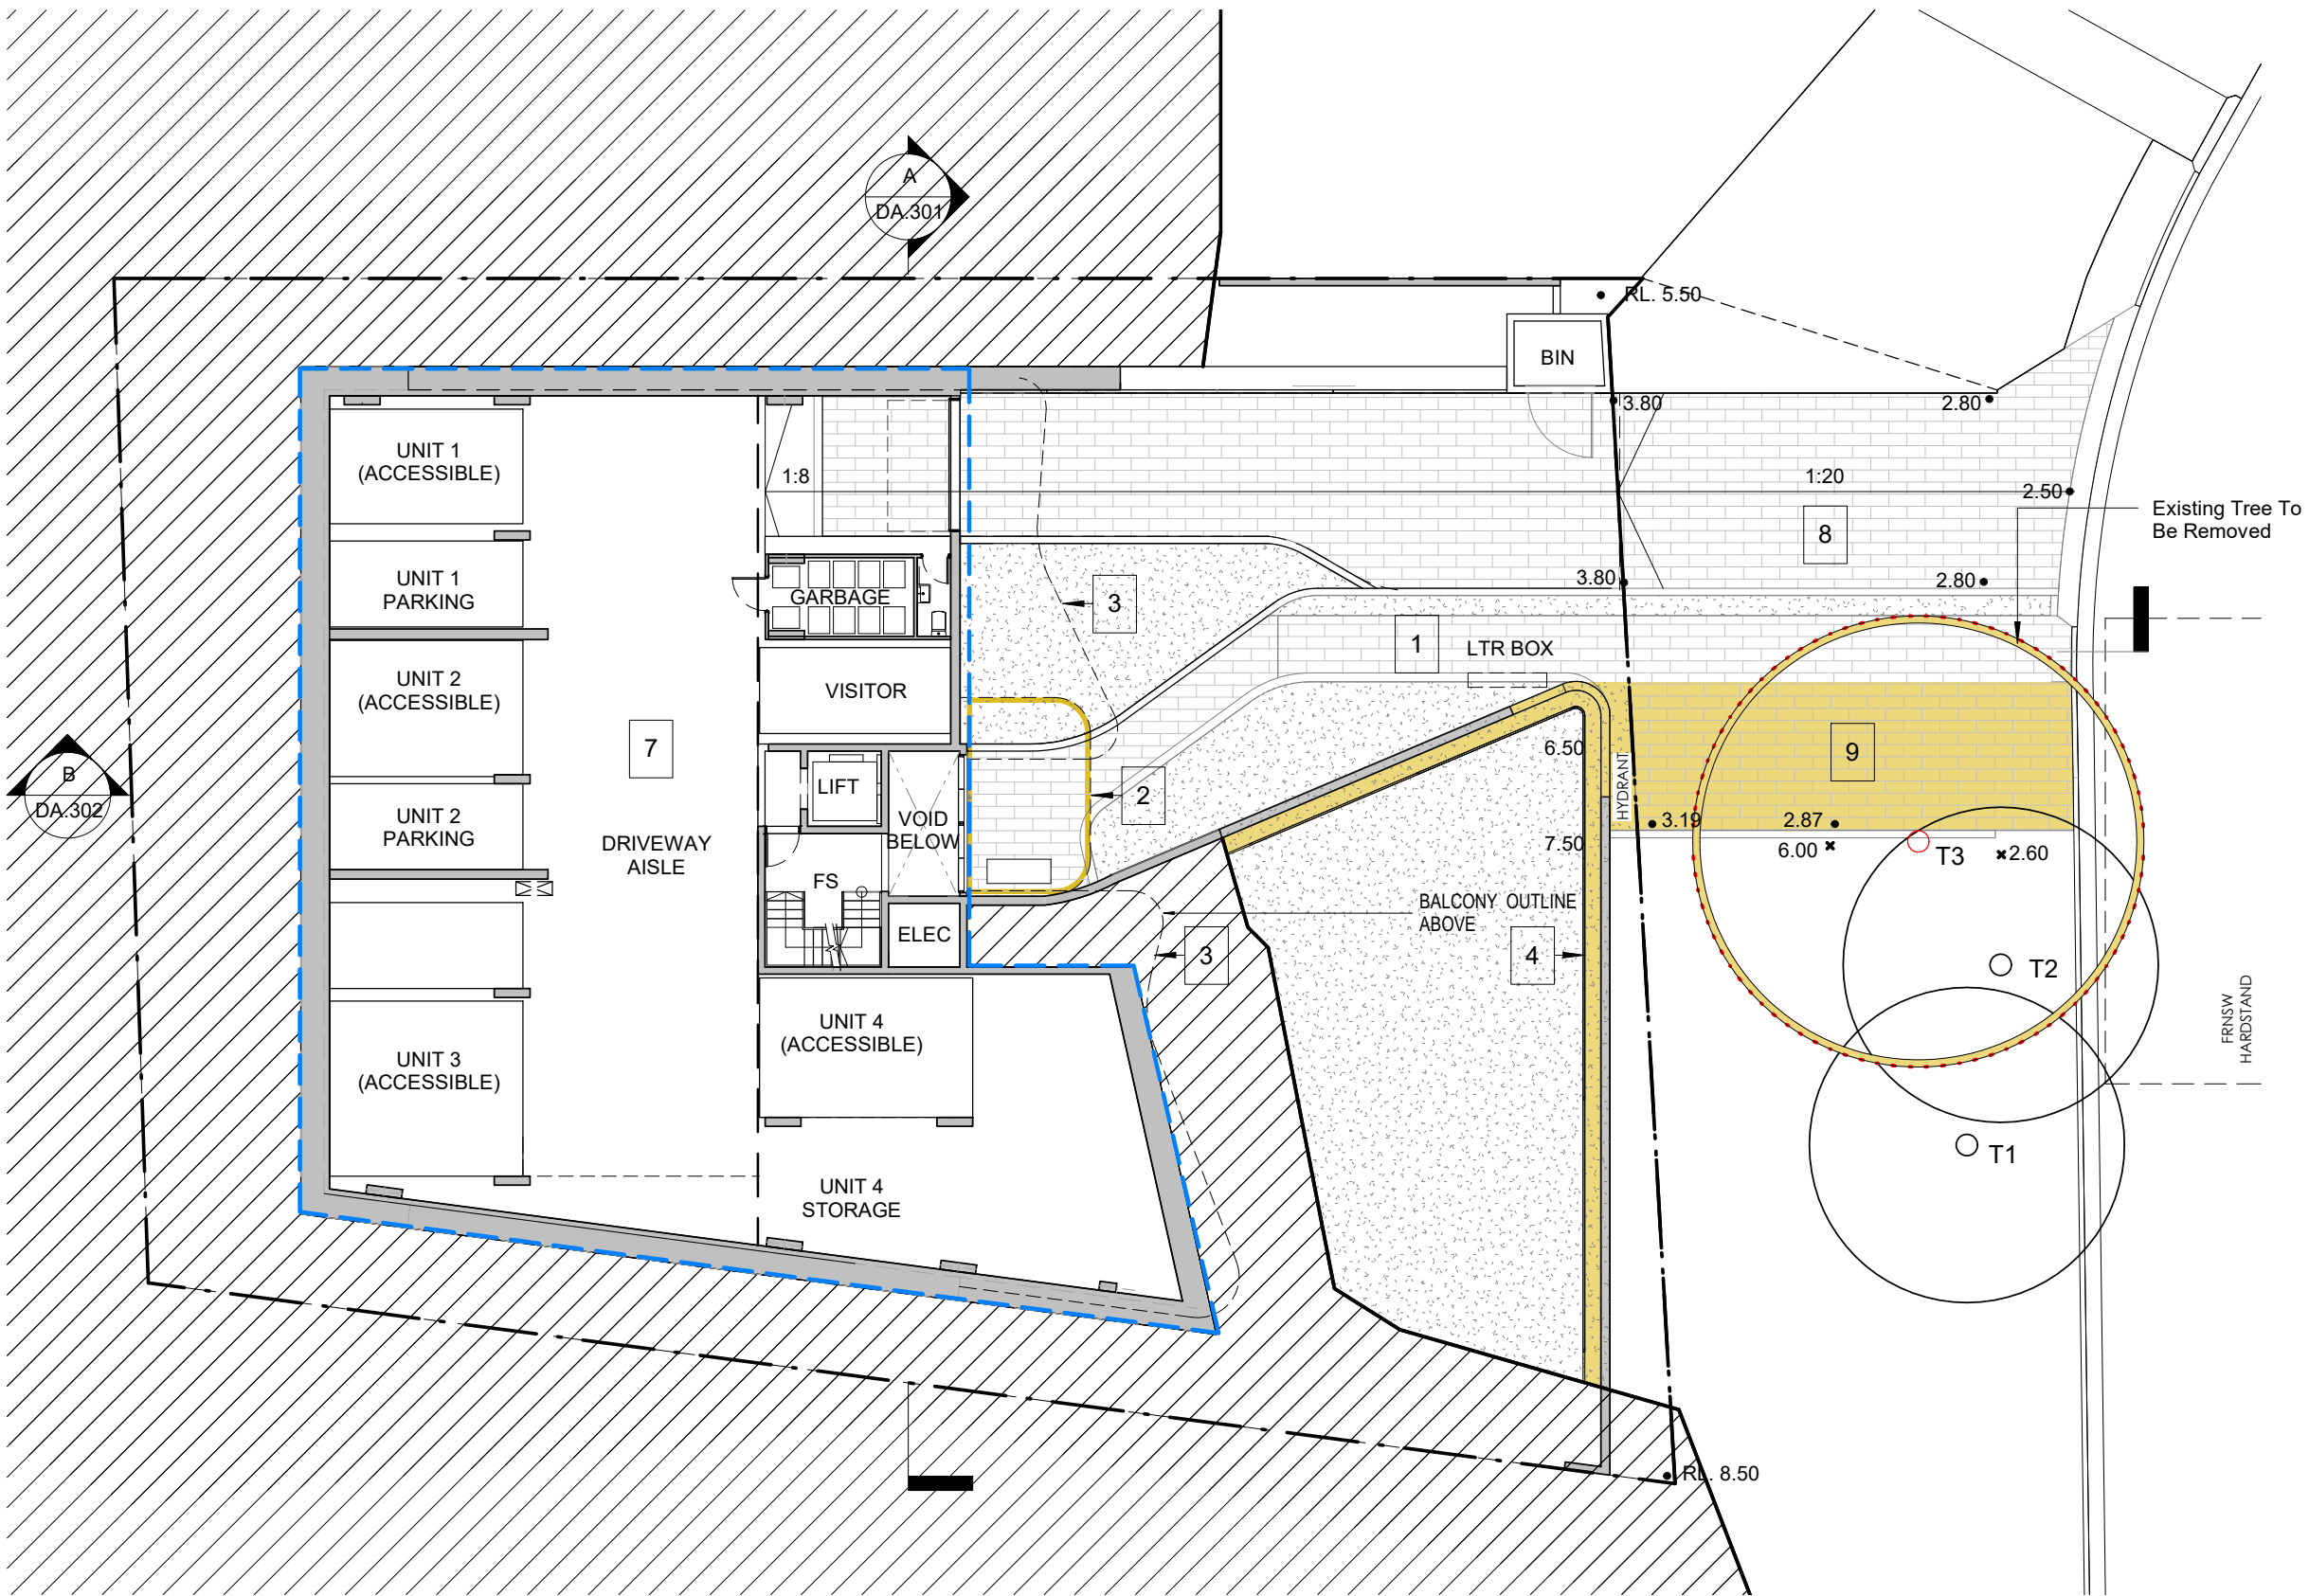 A
DA.301
RL. 5.50
BIN
3.80
2.80
UNIT 1
(ACCESSIBLE)
1:8
1:20
2.50
Existing Tree To
Be Removed
8
UNIT 1
PARKING
GARBAGE
3
3.80
2.80
1
LTR BOX
UNIT 2
(ACCESSIBLE)
VISITOR
7
6.50
9
B
DA.302
LIFT
2
HYDRANT
UNIT 2
PARKING
VOID
BELOW
3.19
2.87
DRIVEWAY
AISLE
7.50
6.00
T3
2.60
FS
BALCONY OUTLINE
ABOVE
ELEC
3
4
T2
UNIT 4
(ACCESSIBLE)
FRNSW
HARDSTAND
UNIT 3
(ACCESSIBLE)
T1
UNIT 4
STORAGE
RL. 8.50